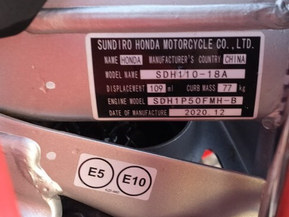 SUNDIRO HONDA MOTORCYCLE CO., LTD.
NAME HONDA MANUFACTURER'S COUNTRY CHINA
MODEL NAME SDH110-18A
DISPLACEMENT 109 ml CURB MASS 77 kg
ENGINE MODEL SDH1P50FMH-B
DATE OF MANUFACTURE 2020 12
E5 E10